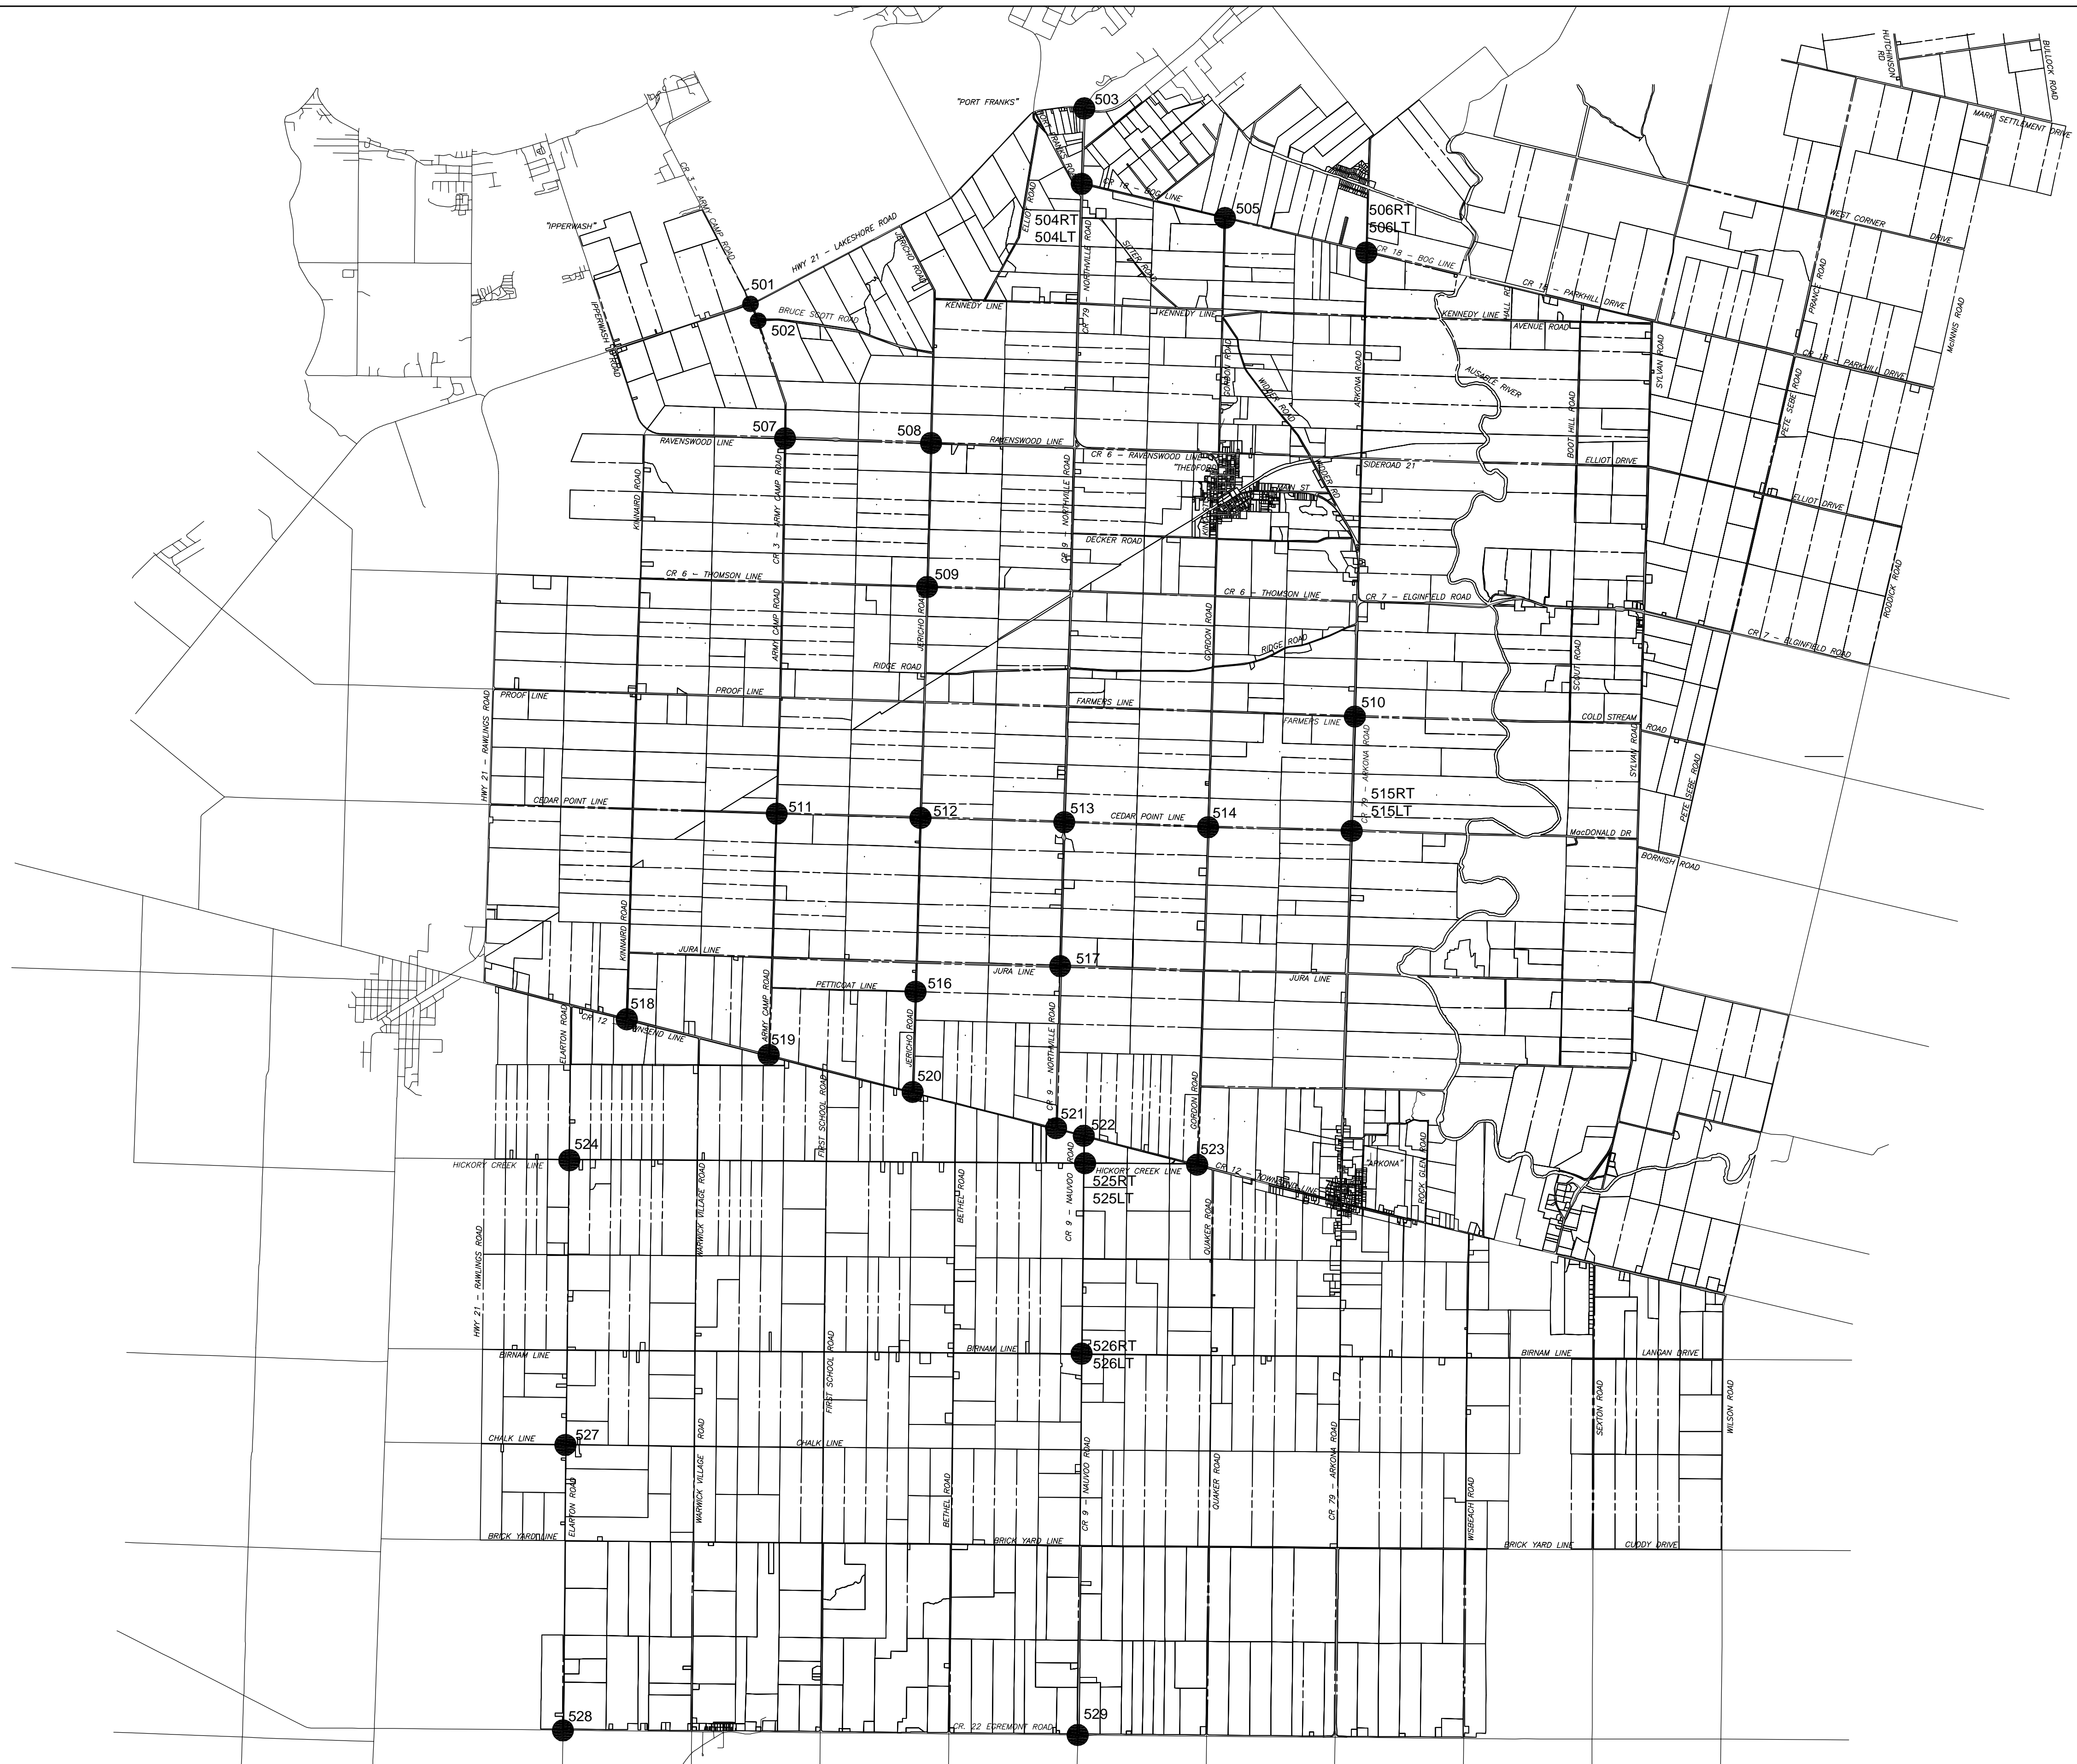 HUTCHINSON
RD
BULLOCK ROAD
MARK SETTLEMENT DRIVE
"PORT FRANKS"
503
PORT FRANKS ROAD
CR 3 - ARMY CAMP ROAD
ELLIOT ROAD
CR 18 - BOG LINE
504RT
504LT
505
506RT
506LT
WEST CORNER
DRIVE
"IPPERWASH"
HWY 21 - LAKESHORE ROAD
JERICHO ROAD
SITTER ROAD
CR 79 - NORTHVILLE ROAD
CR 18 - BOG LINE
CR 18 - PARKHILL DRIVE
PRANCE ROAD
McINNIS ROAD
501
502
BRUCE SCOTT ROAD
KENNEDY LINE
KENNEDY LINE
KENNEDY LINE
AVENUE ROAD
SYLVAN ROAD
CR 18 - PARKHILL DRIVE
IPPERWASH ROAD
GORDON ROAD
WIDDER ROAD
ARKONA ROAD
AUSABLE RIVER
BOOT HILL ROAD
PETE SEBE ROAD
507
508
RAVENSWOOD LINE
RAVENSWOOD LINE
CR 6 - RAVENSWOOD LINE
"THEDFORD"
SIDEROAD 21
ELLIOT DRIVE
ELLIOT DRIVE
KINNAIRD ROAD
CR 3 - ARMY CAMP ROAD
CR 9 - NORTHVILLE ROAD
MAIN ST
WIDDER RD
DECKER ROAD
CR 6 - THOMSON LINE
509
CR 6 - THOMSON LINE
CR 7 - ELGINFIELD ROAD
RODDICK ROAD
CR 7 - ELGINFIELD ROAD
ARMY CAMP ROAD
JERICHO ROAD
GORDON ROAD
RIDGE ROAD
RIDGE ROAD
SCOUT ROAD
PROOF LINE
PROOF LINE
FARMERS LINE
FARMERS LINE
510
COLD STREAM
ROAD
HWY 21 - RAWLINGS ROAD
CR 79 - ARKONA ROAD
SYLVAN ROAD
PETE SEBE ROAD
CEDAR POINT LINE
511
512
513
CEDAR POINT LINE
514
515RT
515LT
MacDONALD DR
BORNISH ROAD
KINNAIRD ROAD
JURA LINE
JURA LINE
517
JURA LINE
PETTICOAT LINE
516
518
ELARTON ROAD
ARMY CAMP ROAD
519
JERICHO ROAD
520
CR 9 - NORTHVILLE ROAD
521
522
GORDON ROAD
523
FIRST SCHOOL ROAD
524
HICKORY CREEK LINE
HICKORY CREEK LINE
525RT
525LT
CR 12 - TOWNSEND LINE
"ARKONA"
ROCK GLEN ROAD
WARWICK VILLAGE ROAD
BETHEL ROAD
CR 9 - NAUVOO ROAD
QUAKER ROAD
HWY 21 - RAWLINGS ROAD
BIRNAM LINE
FIRST SCHOOL ROAD
BIRNAM LINE
526RT
526LT
BIRNAM LINE
LANGAN DRIVE
SEXTON ROAD
WILSON ROAD
CHALK LINE
527
CHALK LINE
ELARTON ROAD
WARWICK VILLAGE ROAD
BETHEL ROAD
CR 9 - NAUVOO ROAD
QUAKER ROAD
CR 79 - ARKONA ROAD
WISBEACH ROAD
BRICK YARD LINE
BRICK YARD LINE
BRICK YARD LINE
CUDDY DRIVE
528
CR. 22 EGREMONT ROAD
529